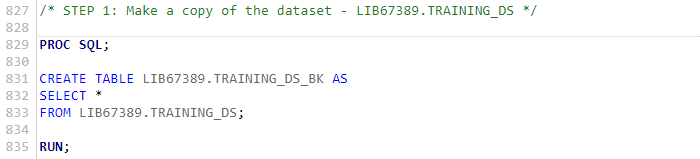 827 /* STEP 1: Make a copy of the dataset - LIB67389.TRAINING_DS */
828
829 PROC SQL;
830
831 CREATE TABLE LIB67389.TRAINING_DS_BK AS
832 SELECT *
833 FROM LIB67389.TRAINING_DS;
834
835 RUN;